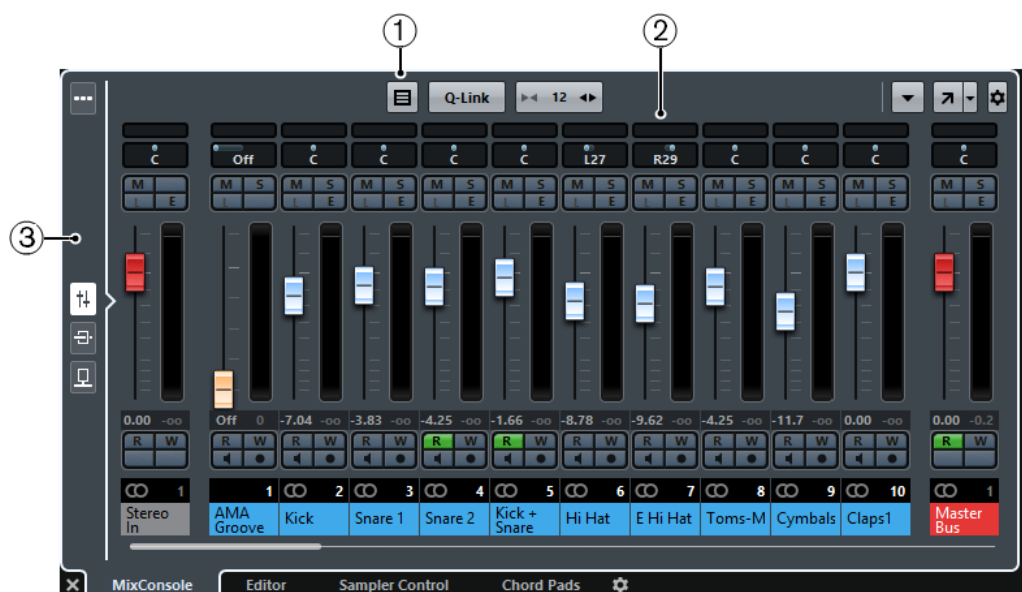 1 2
Q-Link 12
C Off C C C C L27 R29 C C C C
M M S M S M S M S M S M S M S M S M S M S M S
L E L L E L E L E L E L E L E L E L E L E L E
3
0.00 -oo Off 0 -7.04 -oo -3.83 -oo -4.25 -oo -1.66 -oo -8.78 -oo -9.62 -oo -4.25 -oo -11.7 -oo 0.00 -oo 0.00 -0.2
R W R W R W R W R W R W R W R W R W R W R W R W
1 1 2 3 4 5 6 7 8 9 10 1
Stereo In AMA Groove Kick Snare 1 Snare 2 Kick + Snare Hi Hat E Hi Hat Toms-M Cymbals Claps1 Master Bus
MixConsole Editor Sampler Control Chord Pads